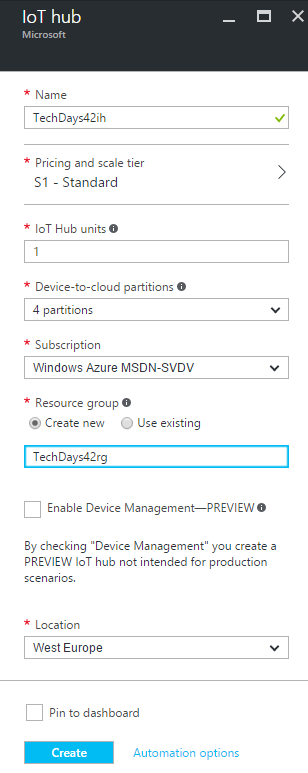 IoT hub
Microsoft
* Name
TechDays42ih
* Pricing and scale tier
S1 - Standard
* IoT Hub units
1
* Device-to-cloud partitions
4 partitions
* Subscription
Windows Azure MSDN-SVDV
* Resource group
Create new Use existing
TechDays42rg
Enable Device Management—PREVIEW
By checking "Device Management" you create a
PREVIEW IoT hub not intended for production
scenarios.
* Location
West Europe
Pin to dashboard
Create Automation options